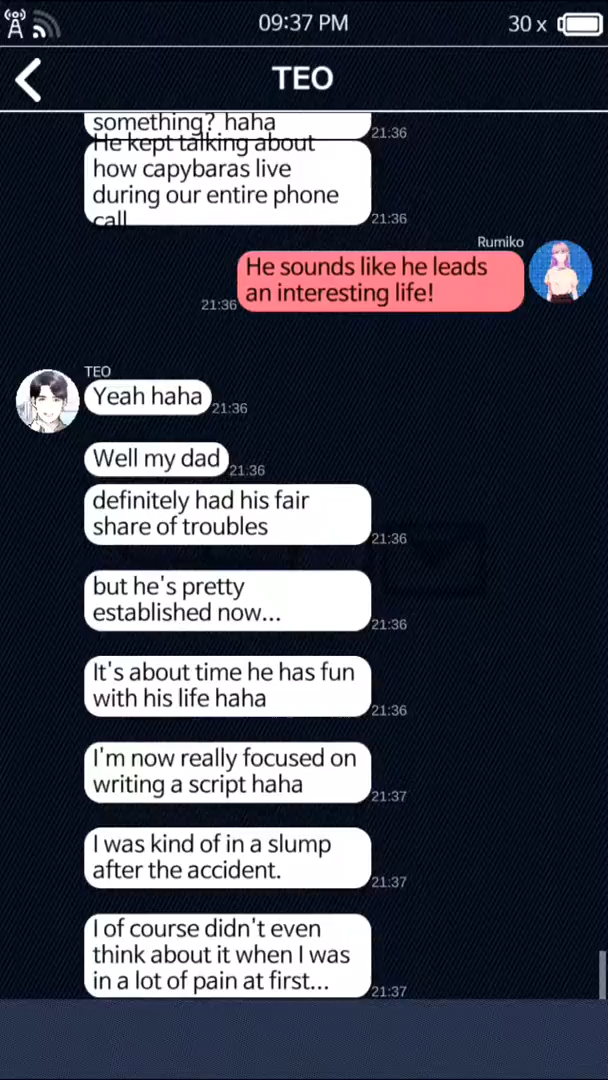 09:37 PM
30 x
TEO
something? haha
21:36
He kept talking about
how capybaras live
during our entire phone
call
21:36
Rumiko
He sounds like he leads
an interesting life!
21:36
TEO
Yeah haha
21:36
Well my dad
21:36
definitely had his fair
share of troubles
21:36
but he's pretty
established now...
21:36
It's about time he has fun
with his life haha
21:36
I'm now really focused on
writing a script haha
21:37
I was kind of in a slump
after the accident.
21:37
I of course didn't even
think about it when I was
in a lot of pain at first...
21:37